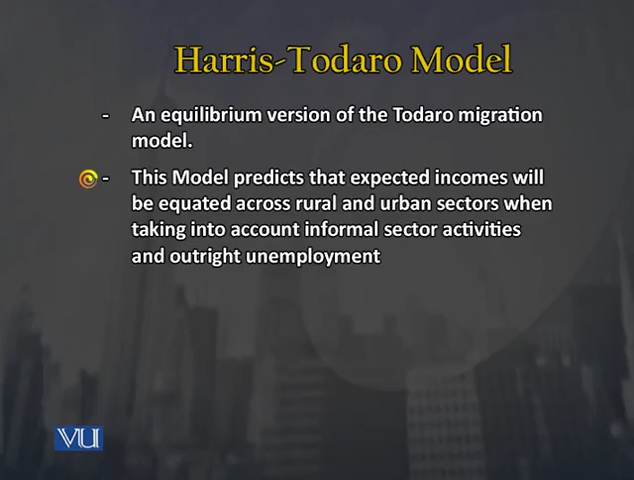 Harris-Todaro Model
- An equilibrium version of the Todaro migration
model.
- This Model predicts that expected incomes will
be equated across rural and urban sectors when
taking into account informal sector activities
and outright unemployment
VU